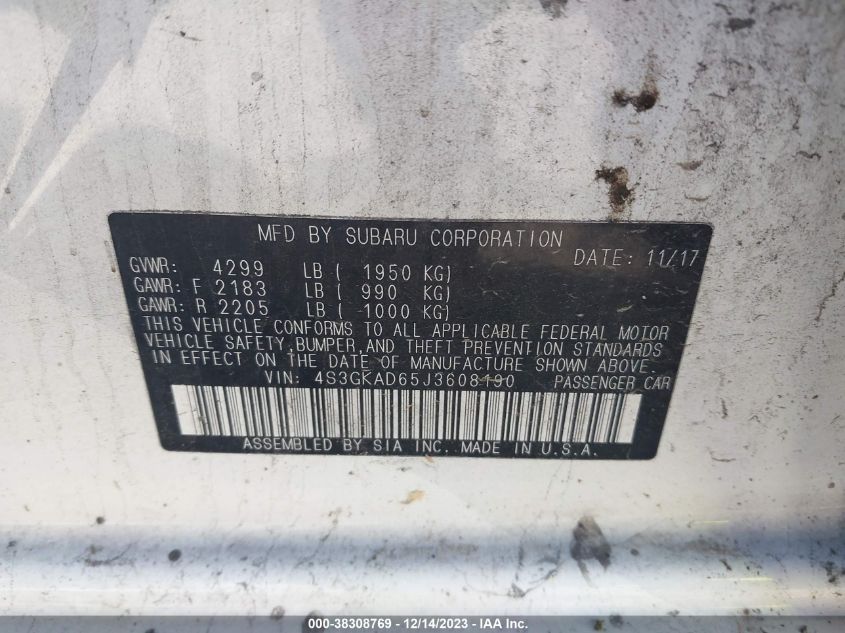 MFD BY SUBARU CORPORATION
DATE: 11/17
GVWR: 4299 LB ( 1950 KG)
GAWR: F 2183 LB ( 990 KG)
GAWR: R 2205 LB ( 1000 KG)
THIS VEHICLE CONFORMS TO ALL APPLICABLE FEDERAL MOTOR
VEHICLE SAFETY, BUMPER, AND THEFT PREVENTION STANDARDS
IN EFFECT ON THE DATE OF MANUFACTURE SHOWN ABOVE.
VIN: 4S3GKAD65J3608190 PASSENGER CAR
ASSEMBLED BY SIA INC. MADE IN U.S.A.
000-38308769 - 12/14/2023 - IAA Inc.